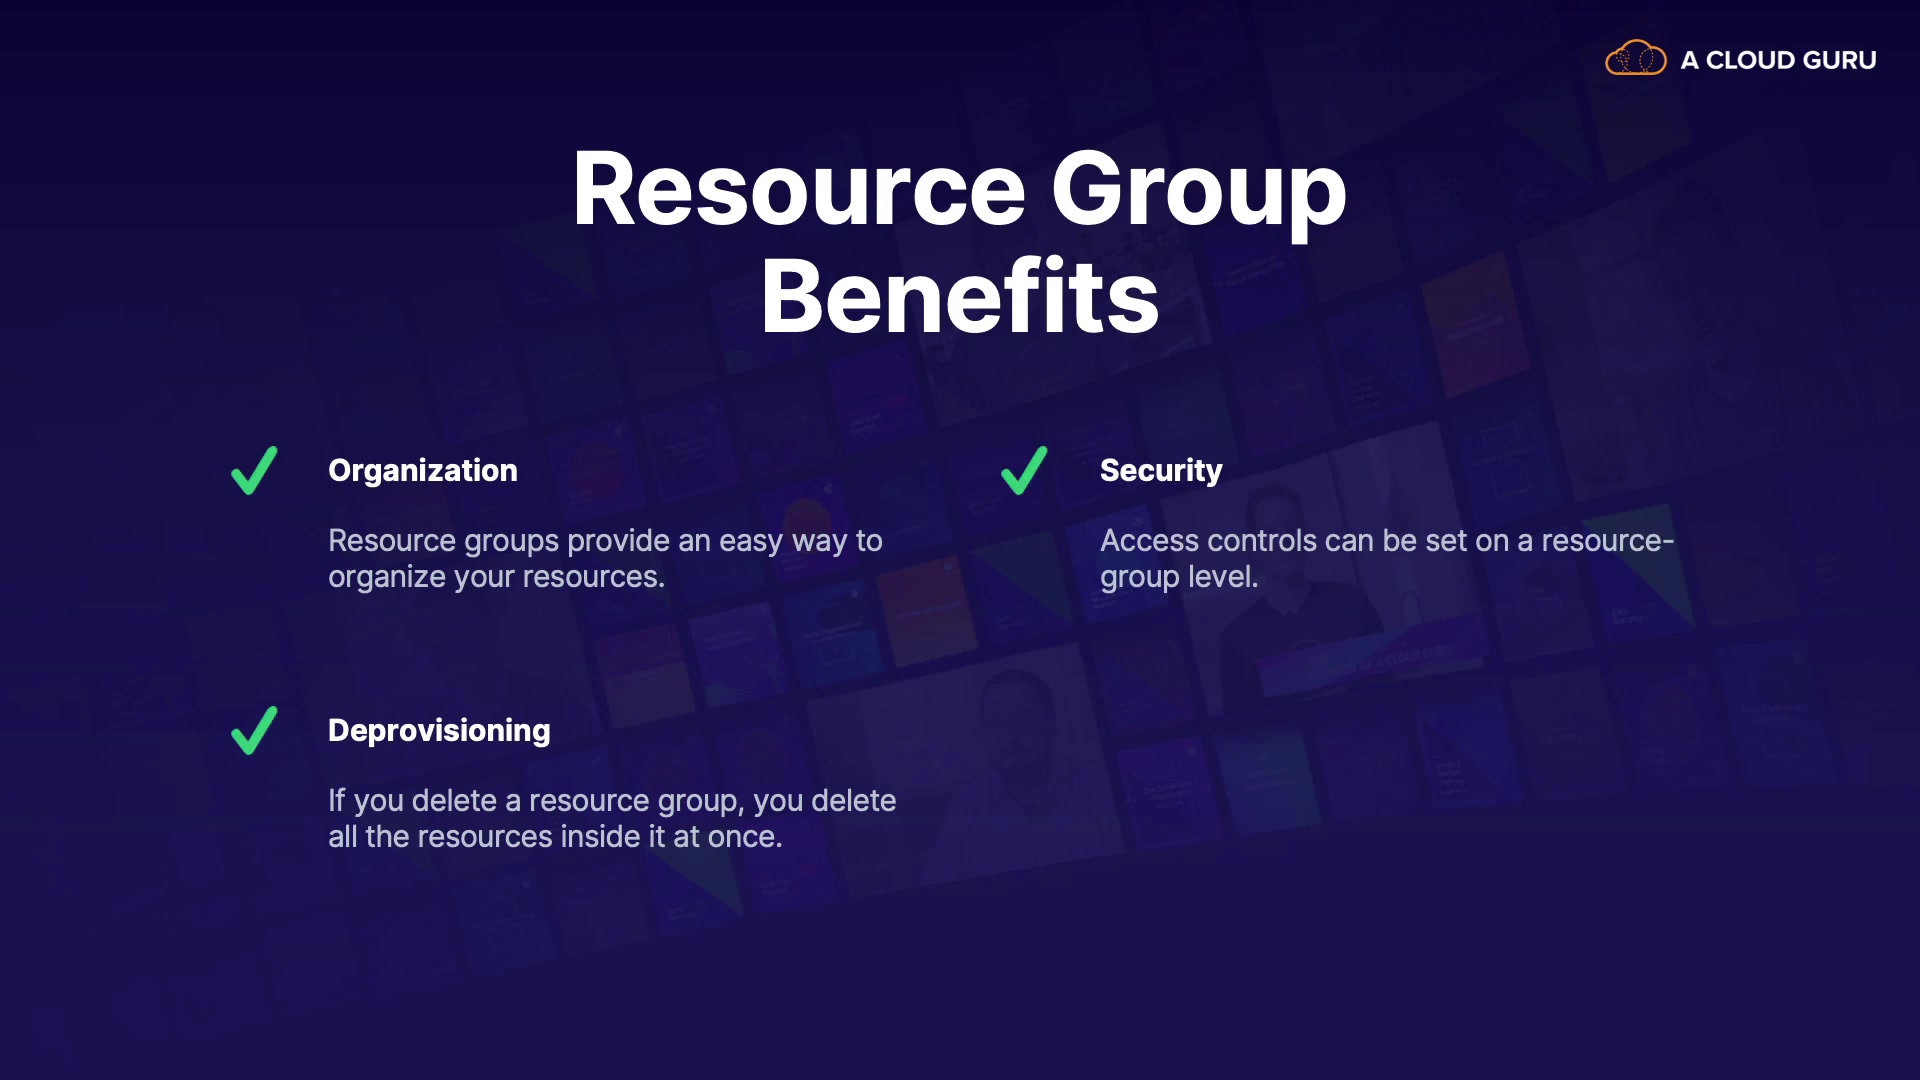 A CLOUD GURU
Resource Group
Benefits
Organization
Resource groups provide an easy way to
organize your resources.
Security
Access controls can be set on a resource-
group level.
Deprovisioning
If you delete a resource group, you delete
all the resources inside it at once.